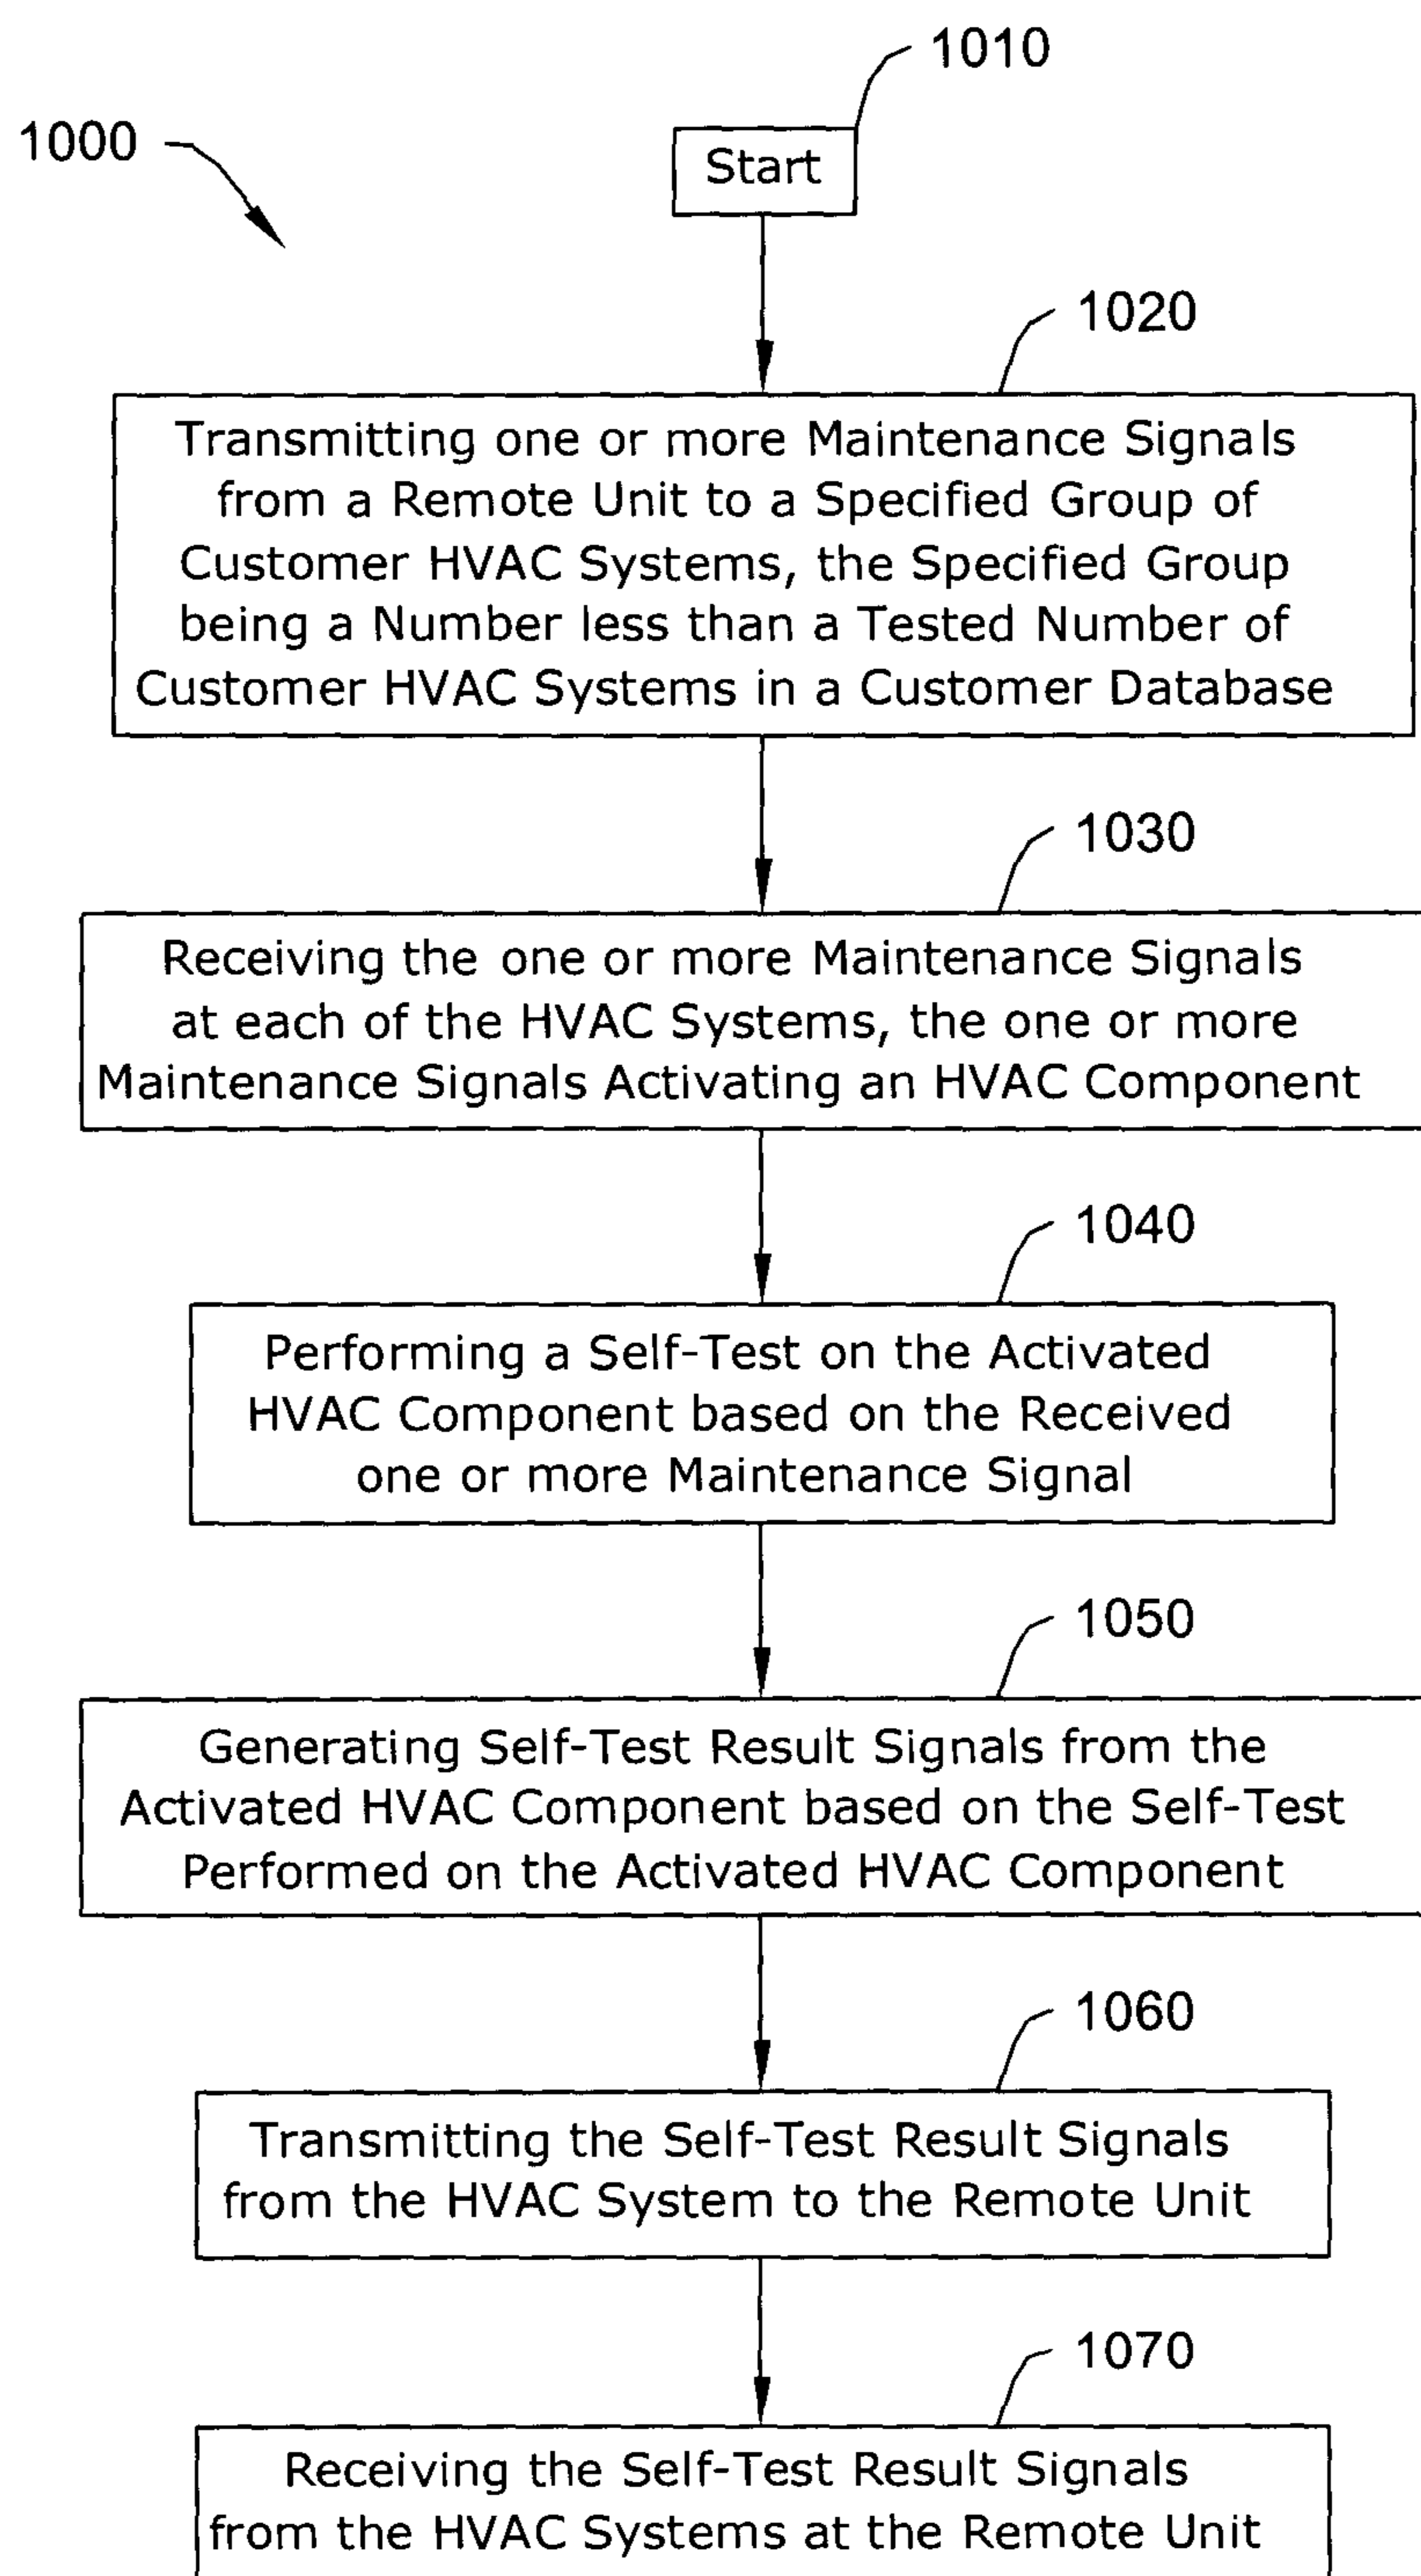 1010
1000
Start
1020
Transmitting one or more Maintenance Signals
from a Remote Unit to a Specified Group of
Customer HVAC Systems, the Specified Group
being a Number less than a Tested Number of
Customer HVAC Systems in a Customer Database
1030
Receiving the one or more Maintenance Signals
at each of the HVAC Systems, the one or more
Maintenance Signals Activating an HVAC Component
1040
Performing a Self-Test on the Activated
HVAC Component based on the Received
one or more Maintenance Signal
1050
Generating Self-Test Result Signals from the
Activated HVAC Component based on the Self-Test
Performed on the Activated HVAC Component
1060
Transmitting the Self-Test Result Signals
from the HVAC System to the Remote Unit
1070
Receiving the Self-Test Result Signals
from the HVAC Systems at the Remote Unit